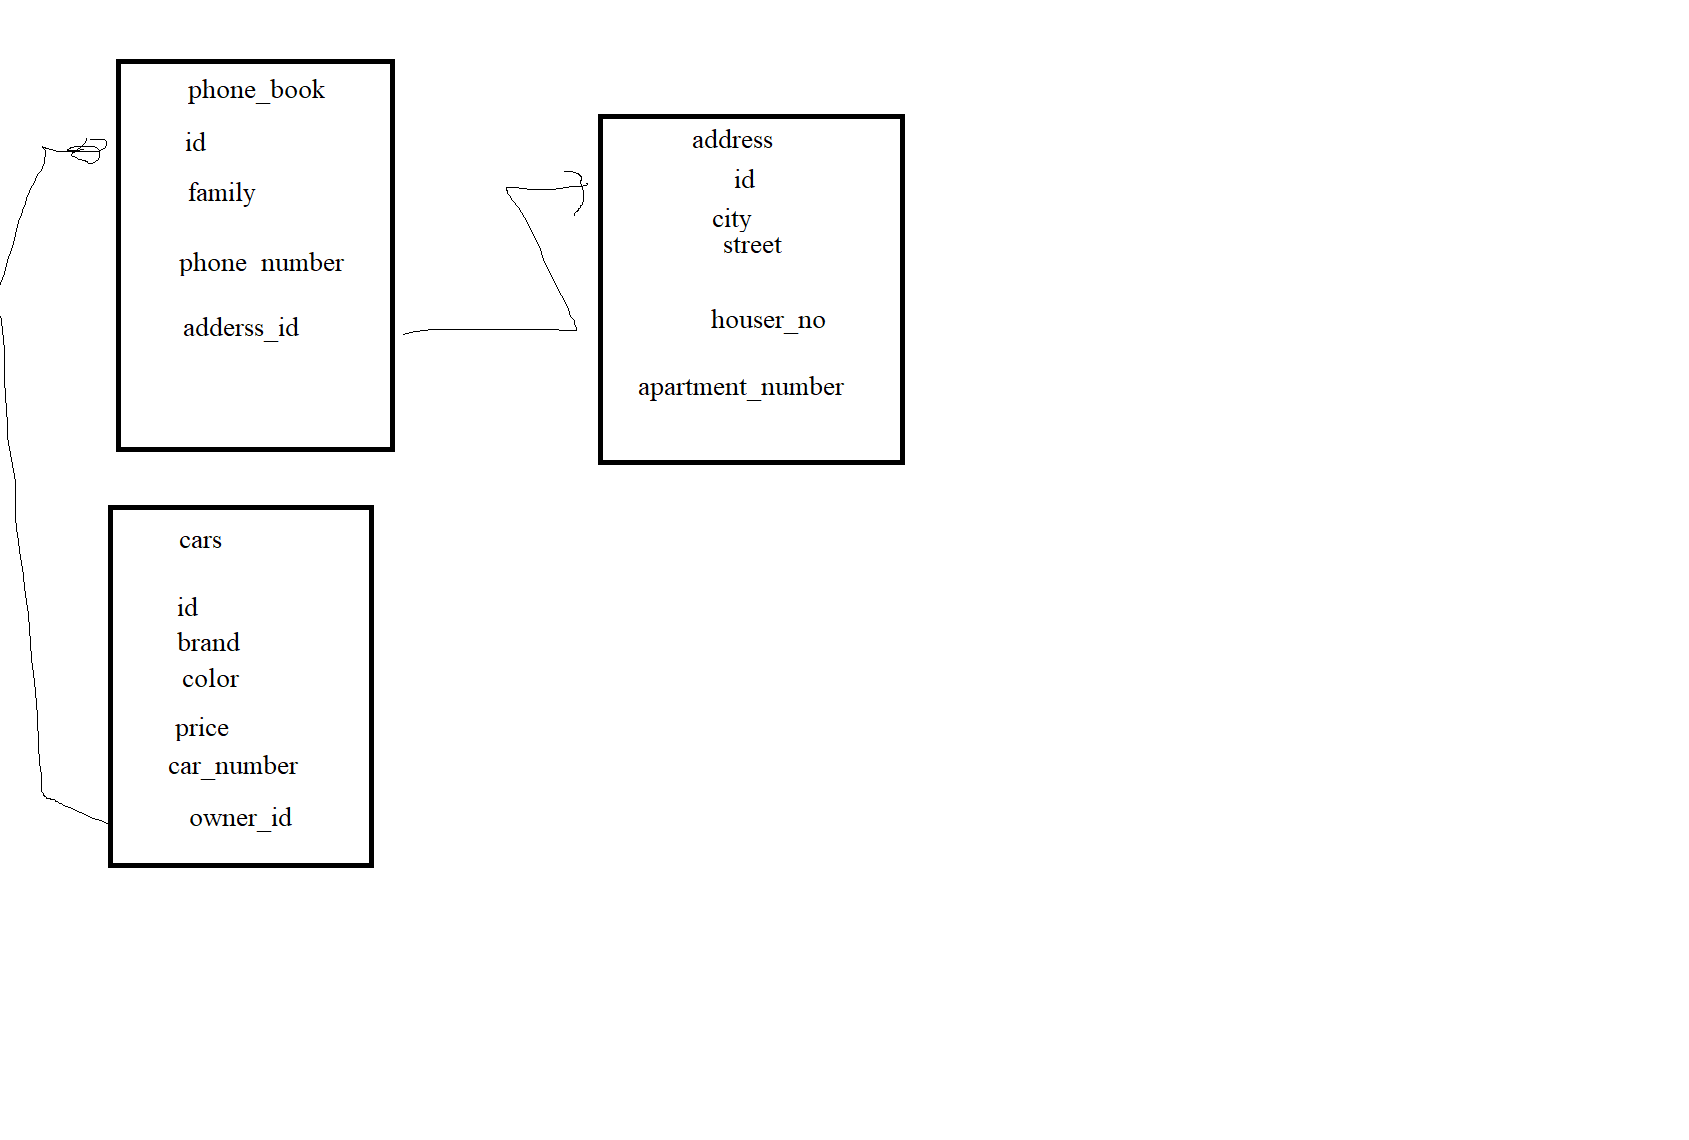 phone_book
id
family
phone number
adderss_id
address
id
city
street
houser_no
apartment_number
cars
id
brand
color
price
car_number
owner_id